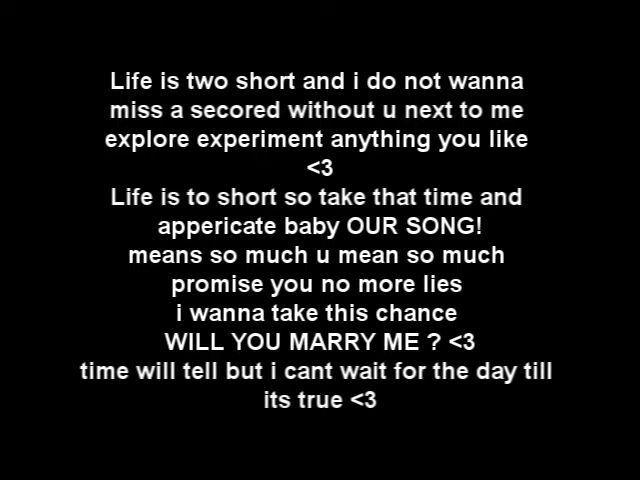 Life is two short and i do not wanna
miss a secored without u next to me
explore experiment anything you like
<3
Life is to short so take that time and
appericate baby OUR SONG!
means so much u mean so much
promise you no more lies
i wanna take this chance
WILL YOU MARRY ME ? <3
time will tell but i cant wait for the day till
its true <3